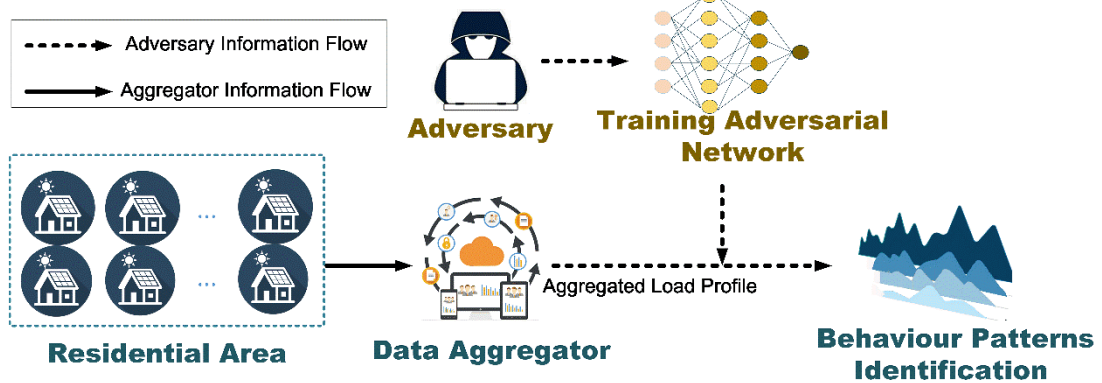 Adversary Information Flow
Aggregator Information Flow
Adversary
Training Adversarial
Network
...
...
Aggregated Load Profile
Residential Area
Data Aggregator
Behaviour Patterns
Identification